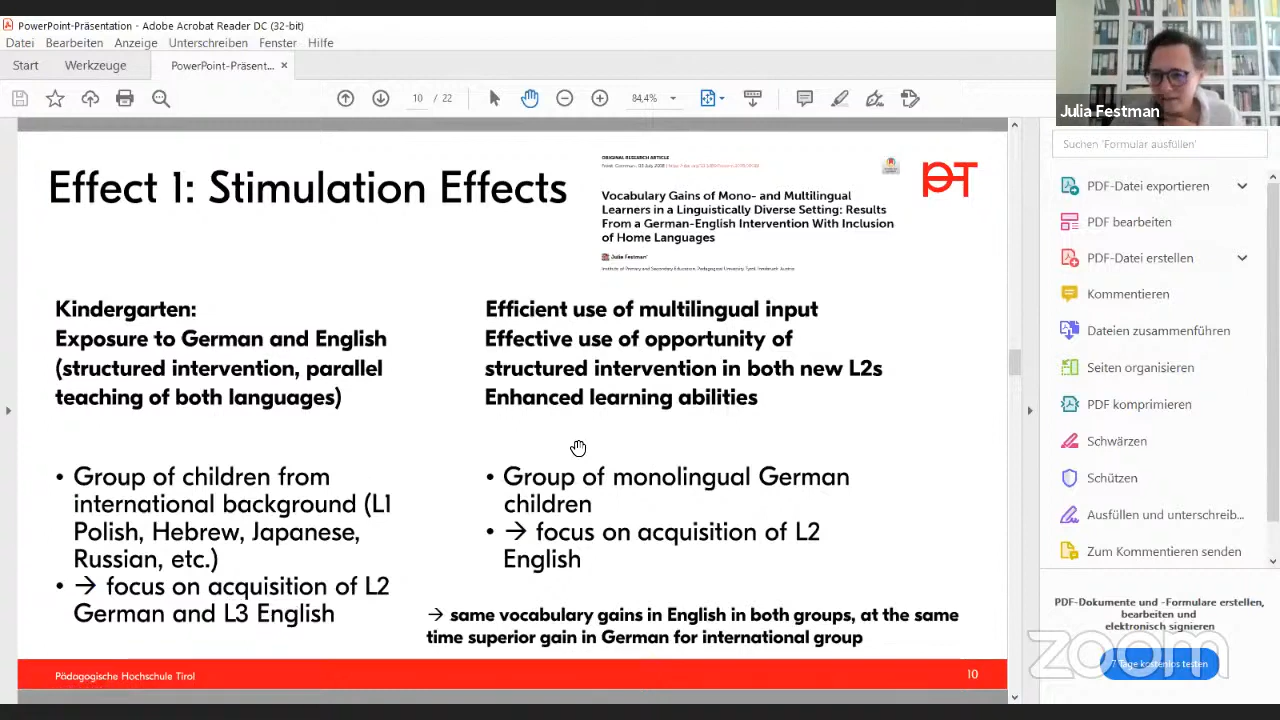 PowerPoint-Präsentation - Adobe Acrobat Reader DC (32-bit)
Datei Bearbeiten Anzeige Unterschreiben Fenster Hilfe
Start Werkzeuge PowerPoint-Präsent... ×
10 / 22 84,4%
Julia Festman
Suchen 'Formular ausfüllen'
Effect 1: Stimulation Effects
ORIGINAL RESEARCH ARTICLE
Vocabulary Gains of Mono- and Multilingual
Learners in a Linguistically Diverse Setting: Results
From a German-English Intervention With Inclusion
of Home Languages
Julia Festman*
Kindergarten:
Exposure to German and English
(structured intervention, parallel
teaching of both languages)
Efficient use of multilingual input
Effective use of opportunity of
structured intervention in both new L2s
Enhanced learning abilities
• Group of children from
international background (L1
Polish, Hebrew, Japanese,
Russian, etc.)
• → focus on acquisition of L2
German and L3 English
• Group of monolingual German
children
• → focus on acquisition of L2
English
→ same vocabulary gains in English in both groups, at the same
time superior gain in German for international group
Pädagogische Hochschule Tirol
10
PDF-Datei exportieren
PDF bearbeiten
PDF-Datei erstellen
Kommentieren
Dateien zusammenführen
Seiten organisieren
PDF komprimieren
Schwärzen
Schützen
Ausfüllen und unterschreib...
Zum Kommentieren senden
PDF-Dokumente und -Formulare erstellen,
bearbeiten und
elektronisch signieren
7 Tage kostenlos testen
zoom